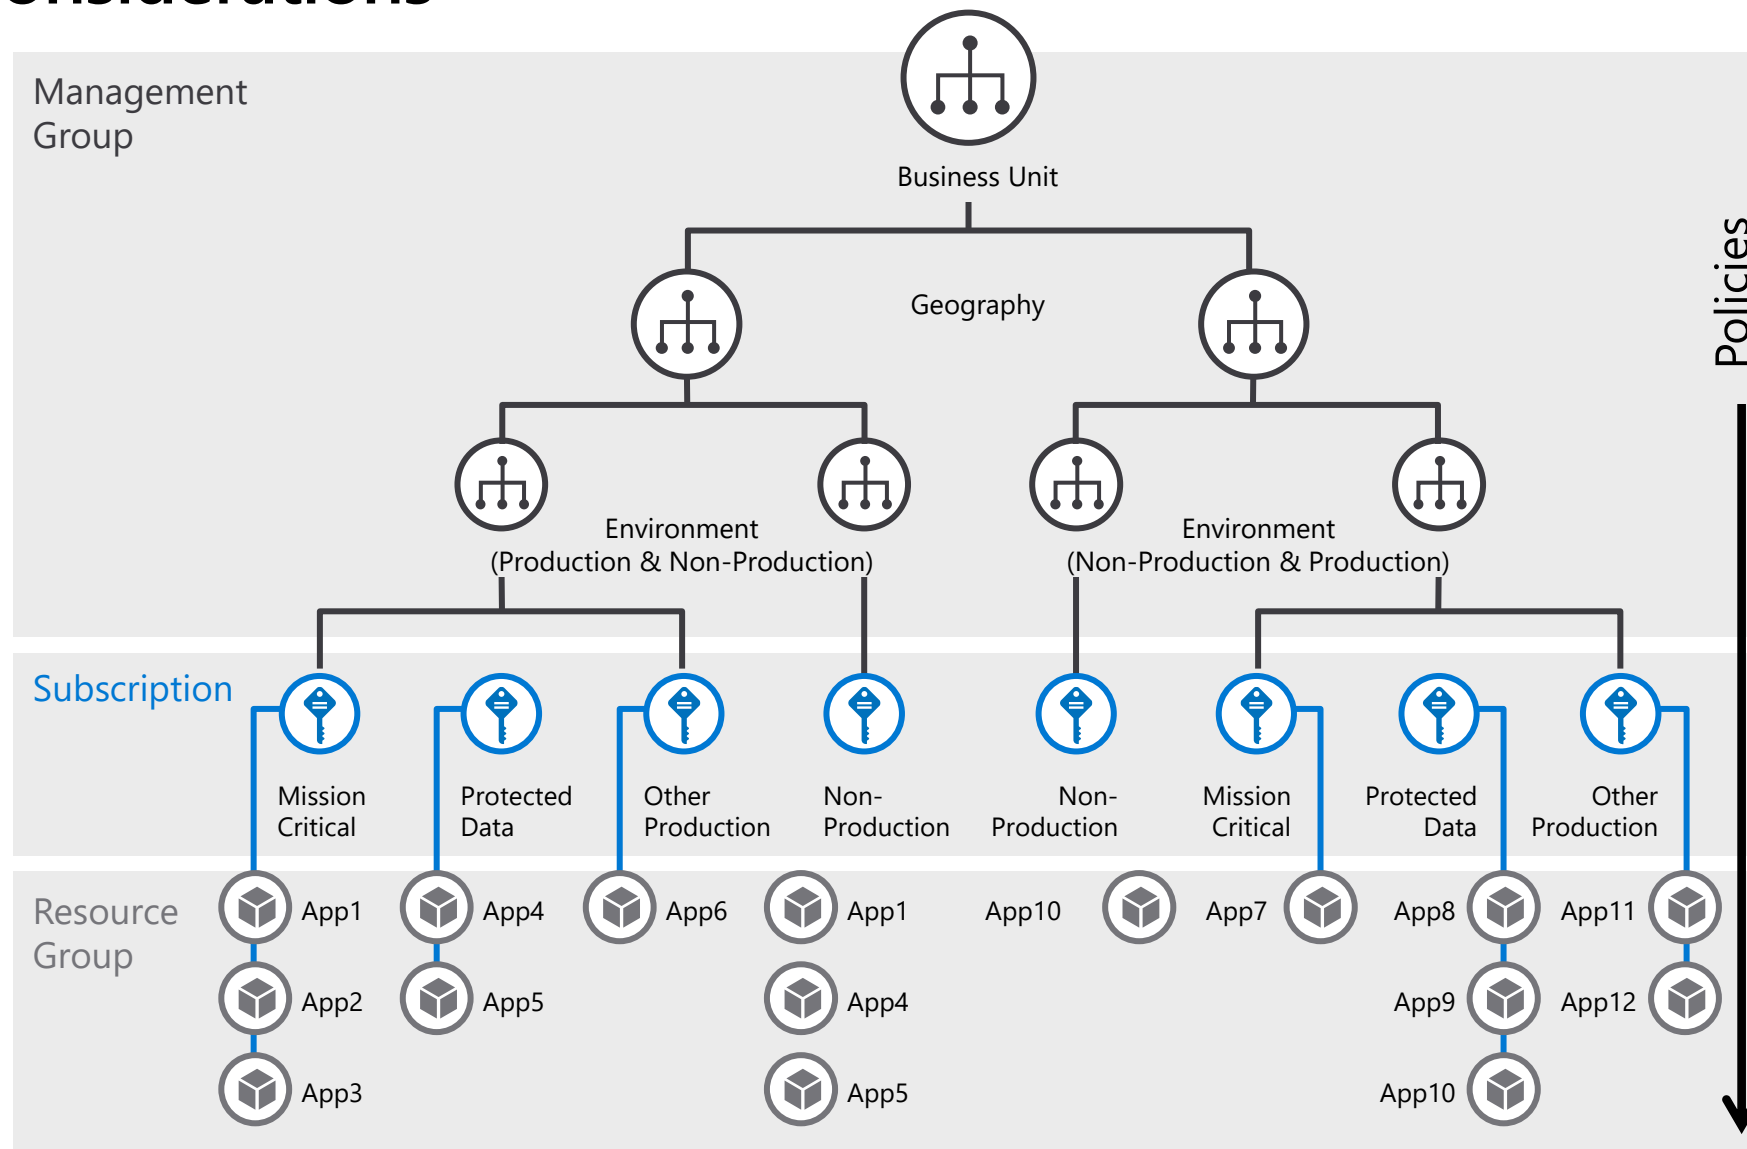 Management
Group
Business Unit
Geography
Policies
Environment
(Production & Non-Production)
Environment
(Non-Production & Production)
Subscription
Mission
Critical
Protected
Data
Other
Production
Non-
Production
Non-
Production
Mission
Critical
Protected
Data
Other
Production
Resource
Group
App1
App4
App6
App1
App10
App7
App8
App11
App2
App5
App4
App9
App12
App3
App5
App10